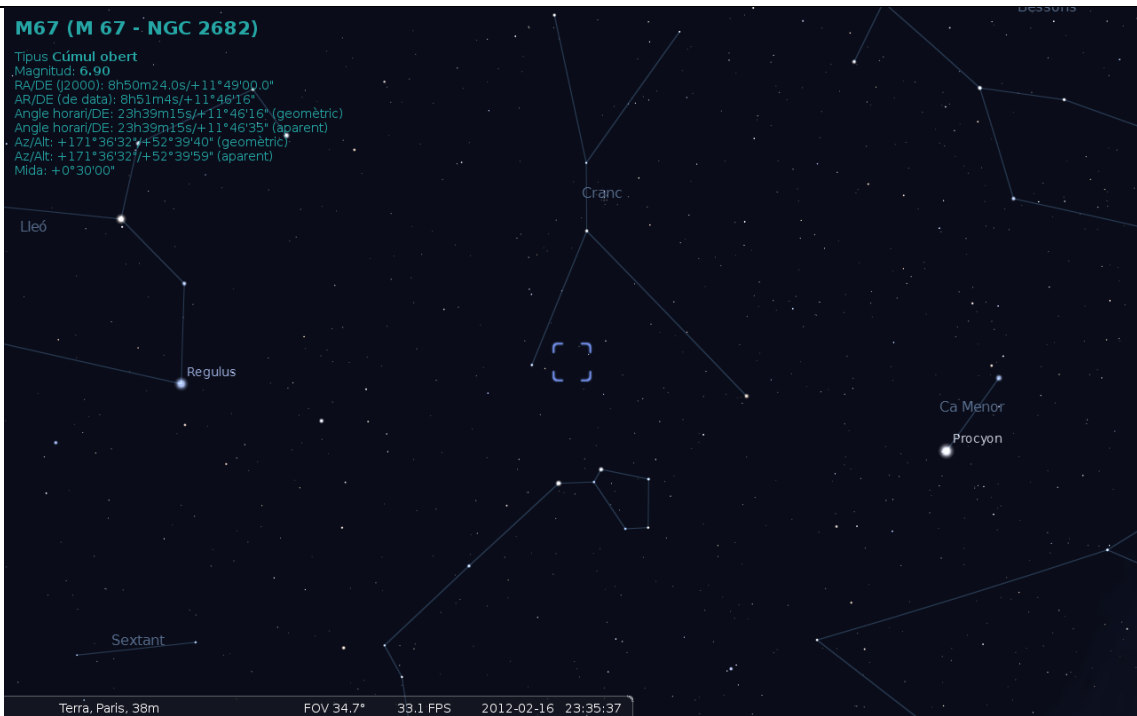 Bessons
M67 (M 67 - NGC 2682)
Tipus Cúmul obert
Magnitud: 6.90
RA/DE (J2000): 8h50m24.0s/+11°49'00.0"
AR/DE (de data): 8h51m4s/+11°46'16"
Angle horari/DE: 23h39m15s/+11°46'16" (geomètric)
Angle horari/DE: 23h39m15s/+11°46'35" (aparent)
Az/Alt: +171°36'32"/+52°39'40" (geomètric)
Az/Alt: +171°36'32"/+52°39'59" (aparent)
Mida: +0°30'00"
Cranc
Lleó
Regulus
Ca Menor
Procyon
Sextant
Terra, Paris, 38m FOV 34.7° 33.1 FPS 2012-02-16 23:35:37